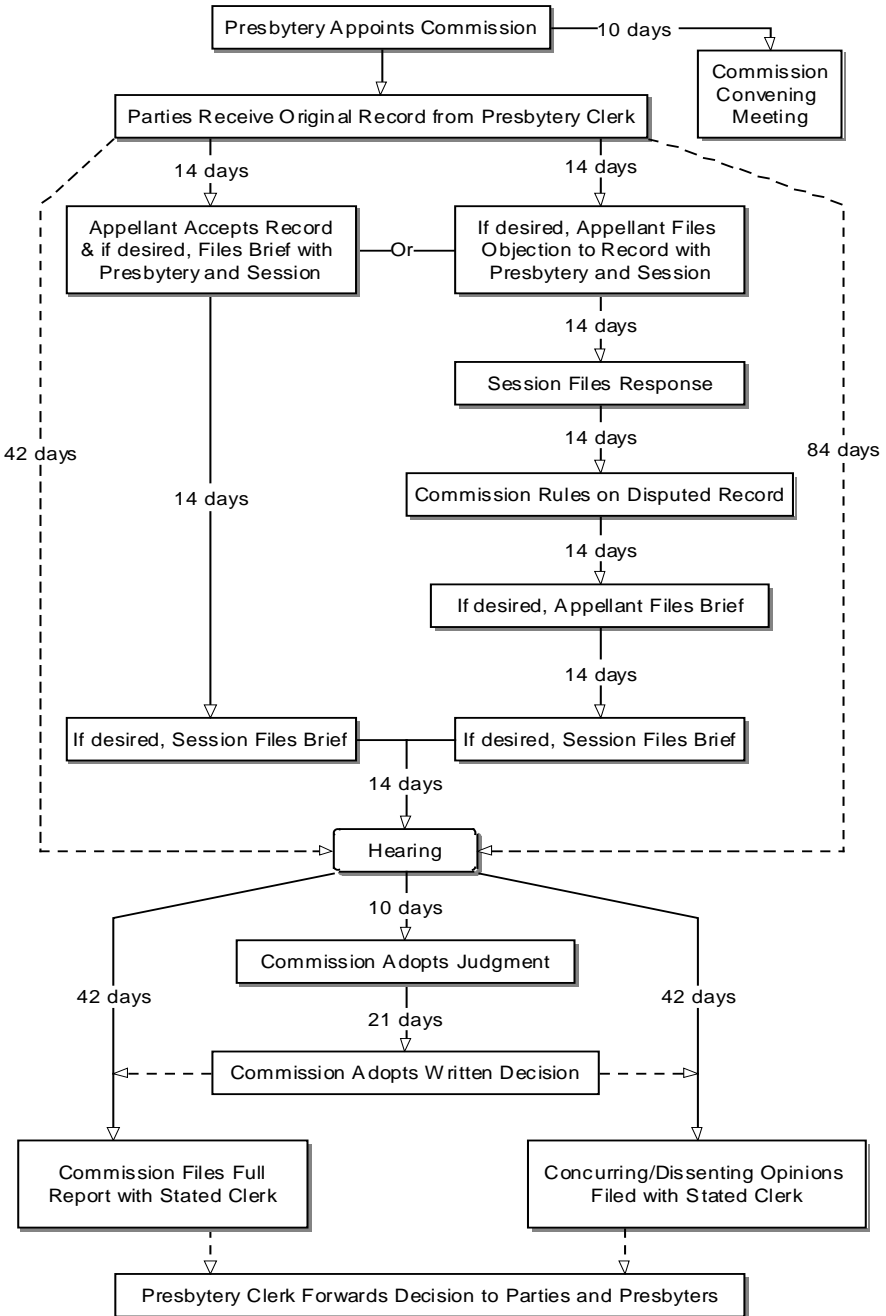 Presbytery Appoints Commission
10 days
Commission
Convening
Meeting
Parties Receive Original Record from Presbytery Clerk
14 days
14 days
Appellant Accepts Record
& if desired, Files Brief with
Presbytery and Session
Or
If desired, Appellant Files
Objection to Record with
Presbytery and Session
14 days
Session Files Response
42 days
84 days
14 days
14 days
Commission Rules on Disputed Record
14 days
If desired, Appellant Files Brief
14 days
If desired, Session Files Brief
If desired, Session Files Brief
14 days
Hearing
10 days
Commission Adopts Judgment
42 days
42 days
21 days
Commission Adopts Written Decision
Commission Files Full
Report with Stated Clerk
Concurring/Dissenting Opinions
Filed with Stated Clerk
Presbytery Clerk Forwards Decision to Parties and Presbyters